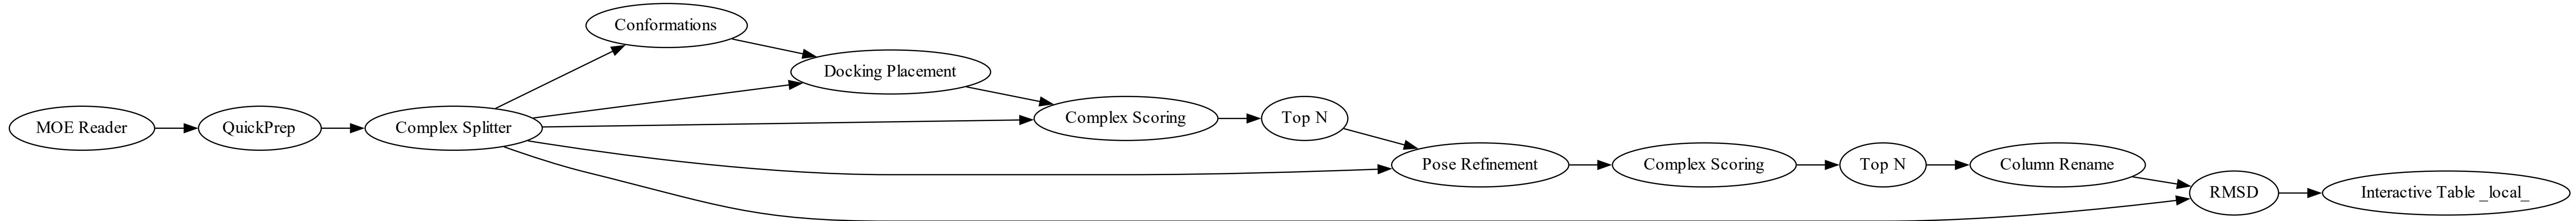 MOE Reader
QuickPrep
Complex Splitter
Conformations
Docking Placement
Complex Scoring
Top N
Pose Refinement
Complex Scoring
Top N
Column Rename
RMSD
Interactive Table _local_